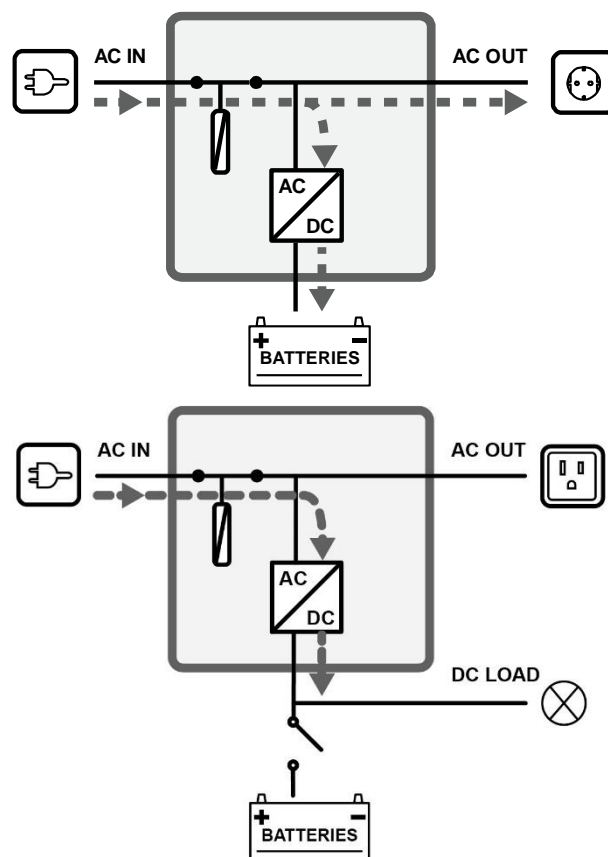 AC IN
AC OUT
AC
DC
+ -
BATTERIES
AC IN
AC OUT
AC
DC
DC LOAD
+ -
BATTERIES